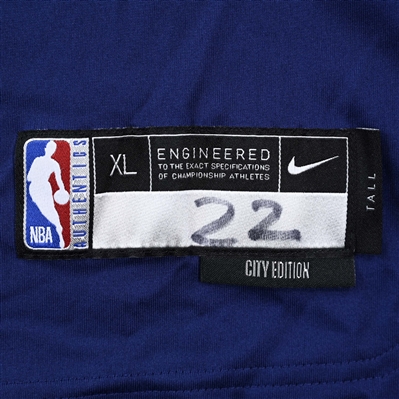 NBA
AUTHENTICS
XL
ENGINEERED
TO THE EXACT SPECIFICATIONS
OF CHAMPIONSHIP ATHLETES
TALL
22
CITY EDITION